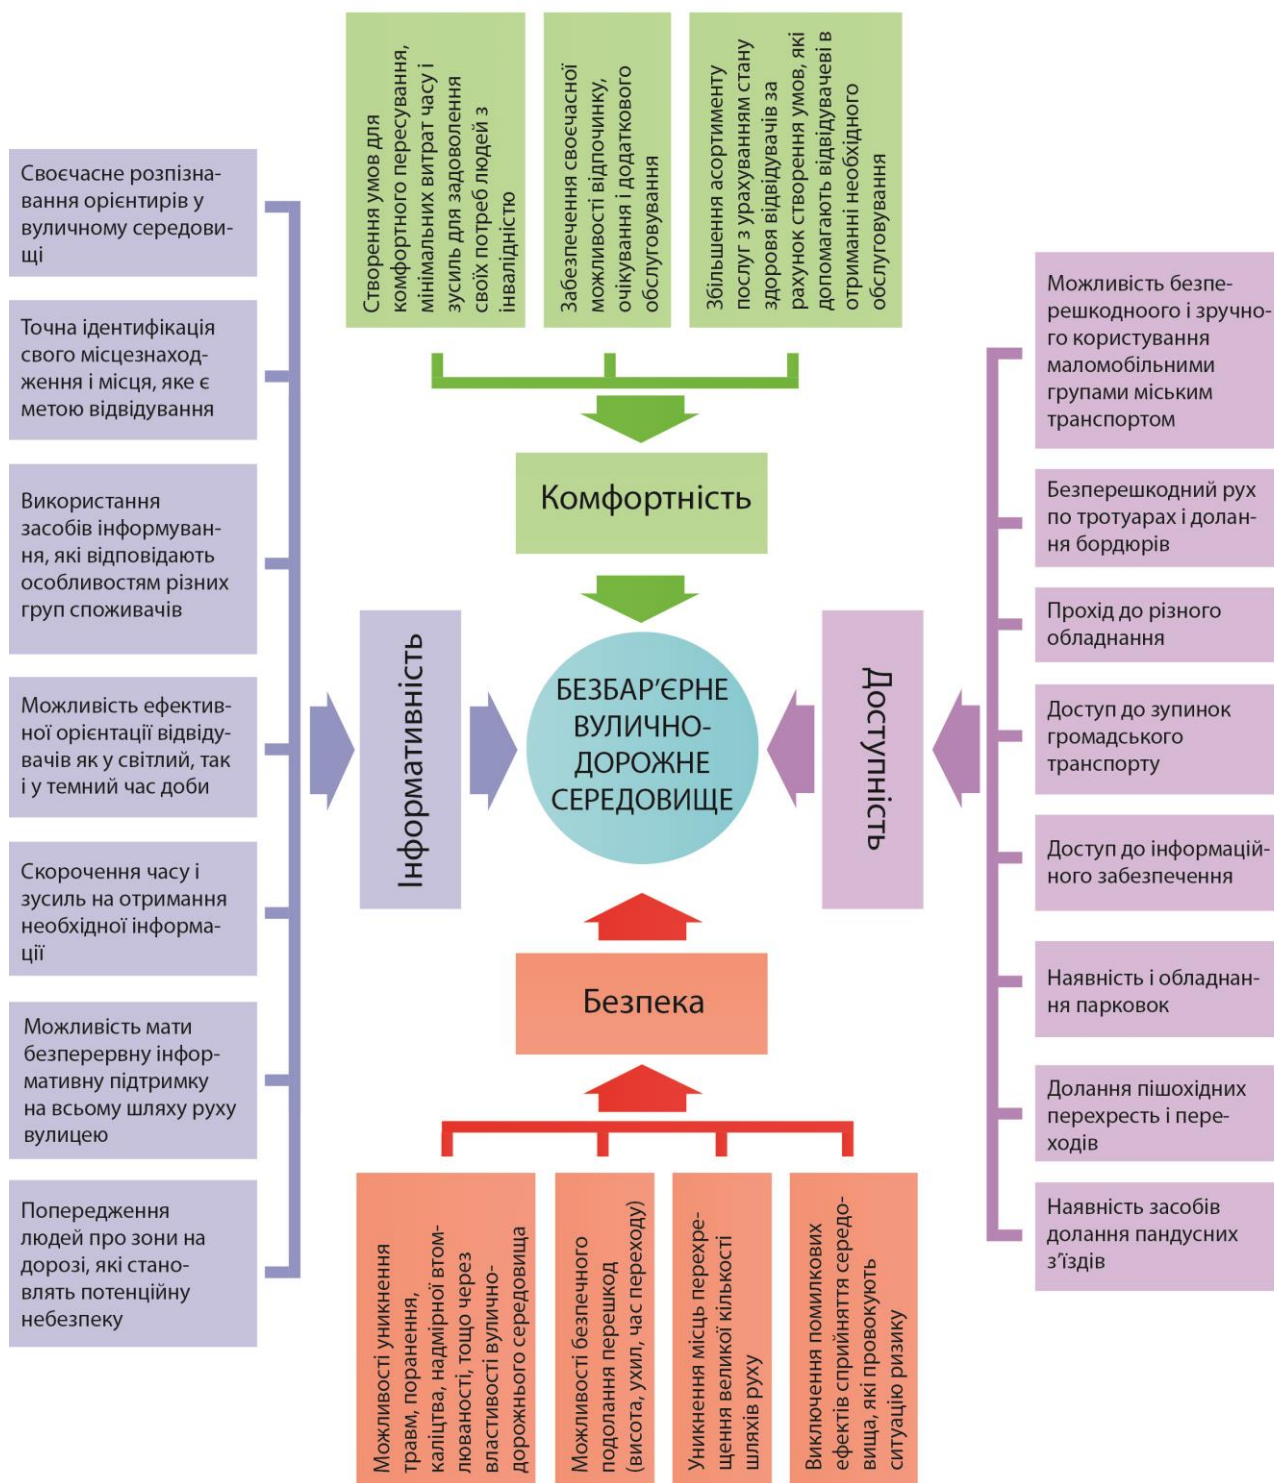 Створення умов для
комфортного пересування,
мінімальних витрат часу і
зусиль для задоволення
своїх потреб людей з
інвалідністю
Забезпечення своєчасної
можливості відпочинку,
очікування і додаткового
обслуговування
Збільшення асортименту
послуг з урахуванням стану
здоров'я відвідувачів за
рахунок створення умов, які
допомагають відвідувачеві в
отриманні необхідного
обслуговування
Комфортність
Своєчасне розпізна-
вання орієнтирів у
вуличному середови-
щі
Точна ідентифікація
свого місцезнаход-
ження і місця, яке є
метою відвідування
Використання
засобів інформуван-
ня, які відповідають
особливостям різних
груп споживачів
Можливість ефектив-
ної орієнтації відвіду-
вачів як у світлий, так
і у темний час доби
Скорочення часу і
зусиль на отримання
необхідної інформа-
ції
Можливість мати
безперервну інфор-
мативну підтримку
на всьому шляху руху
вулицею
Попередження
людей про зони на
дорозі, які стано-
влять потенційну
небезпеку
Інформативність
БЕЗБАР'ЄРНЕ
ВУЛИЧНО-
ДОРОЖНЕ
СЕРЕДОВИЩЕ
Доступність
Можливість безпе-
решкодноого і зручно-
го користування
маломобільними
групами міським
транспортом
Безперешкодний рух
по тротуарах і долан-
ня бордюрів
Прохід до різного
обладнання
Доступ до зупинок
громадського
транспорту
Доступ до інформацій-
ного забезпечення
Наявність і обладнан-
ня парковок
Долання пішохідних
перехресть і пере-
ходів
Наявність засобів
долання пандусних
з'їздів
Безпека
Можливості уникнення
травм, поранення,
каліцтва, надмірної втом-
люваності, тощо через
властивості вулично-
дорожнього середовища
Можливості безпечного
подолання перешкод
(висота, ухил, час переходу)
Уникнення місць перехре-
щення великої кількості
шляхів руху
Виключення помилкових
ефектів сприйняття середо-
вища, які провокують
ситуацію ризику